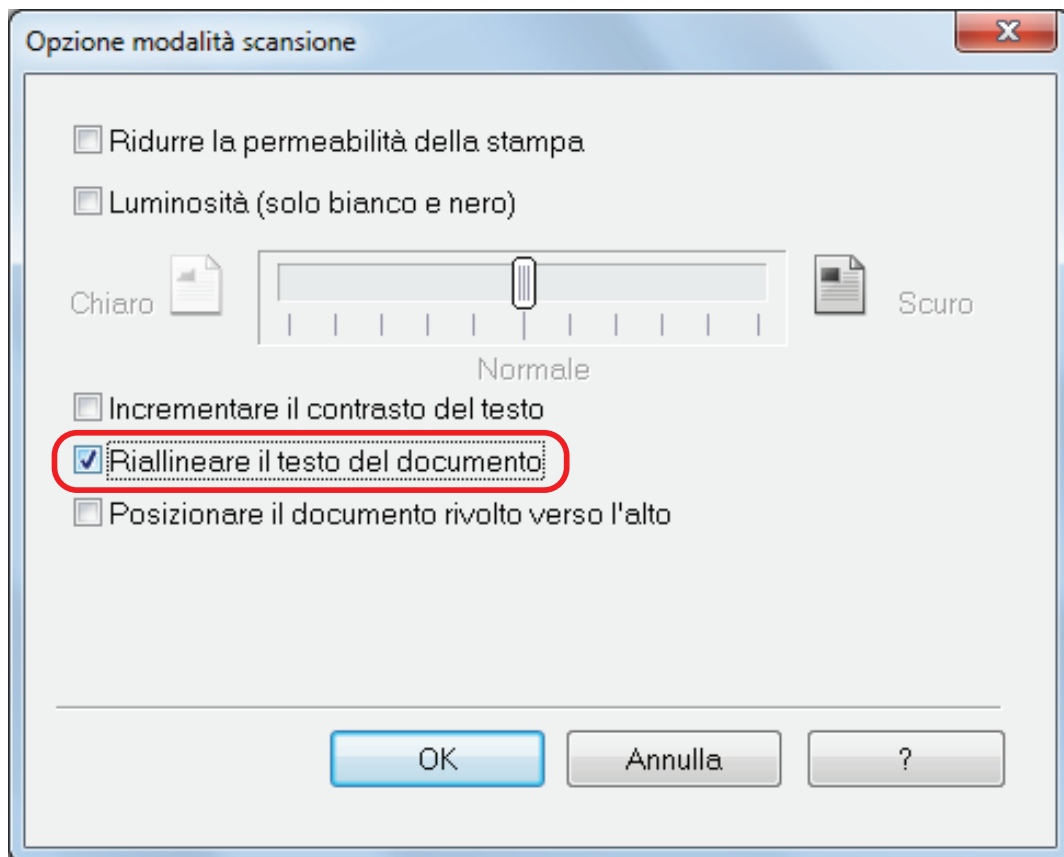 Opzione modalità scansione
Ridurre la permeabilità della stampa
Luminosità (solo bianco e nero)
Chiaro
Scuro
Normale
Incrementare il contrasto del testo
Riallineare il testo del documento
Posizionare il documento rivolto verso l'alto
OK
Annulla
?